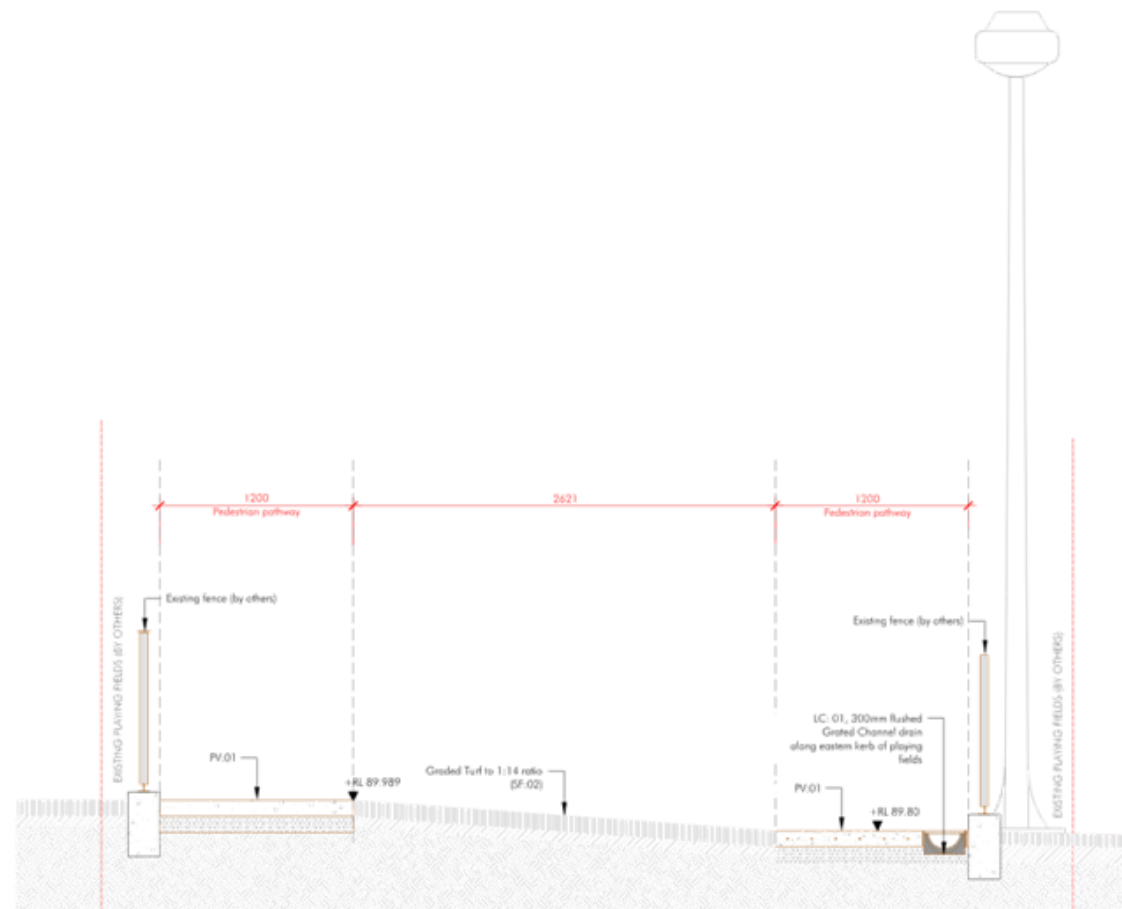 1200
2621
1200
Pedestrian pathway
Pedestrian pathway
EXISTING PLAYING FIELDS (BY OTHERS)
Existing fence (by others)
Existing fence (by others)
EXISTING PLAYING FIELDS (BY OTHERS)
LC: 01, 300mm flushed
Grated Channel drain
along eastern kerb of playing
fields
PV.01
+RL 89.989
Graded Turf to 1:14 ratio
(SF:02)
PV.01
+RL 89.80